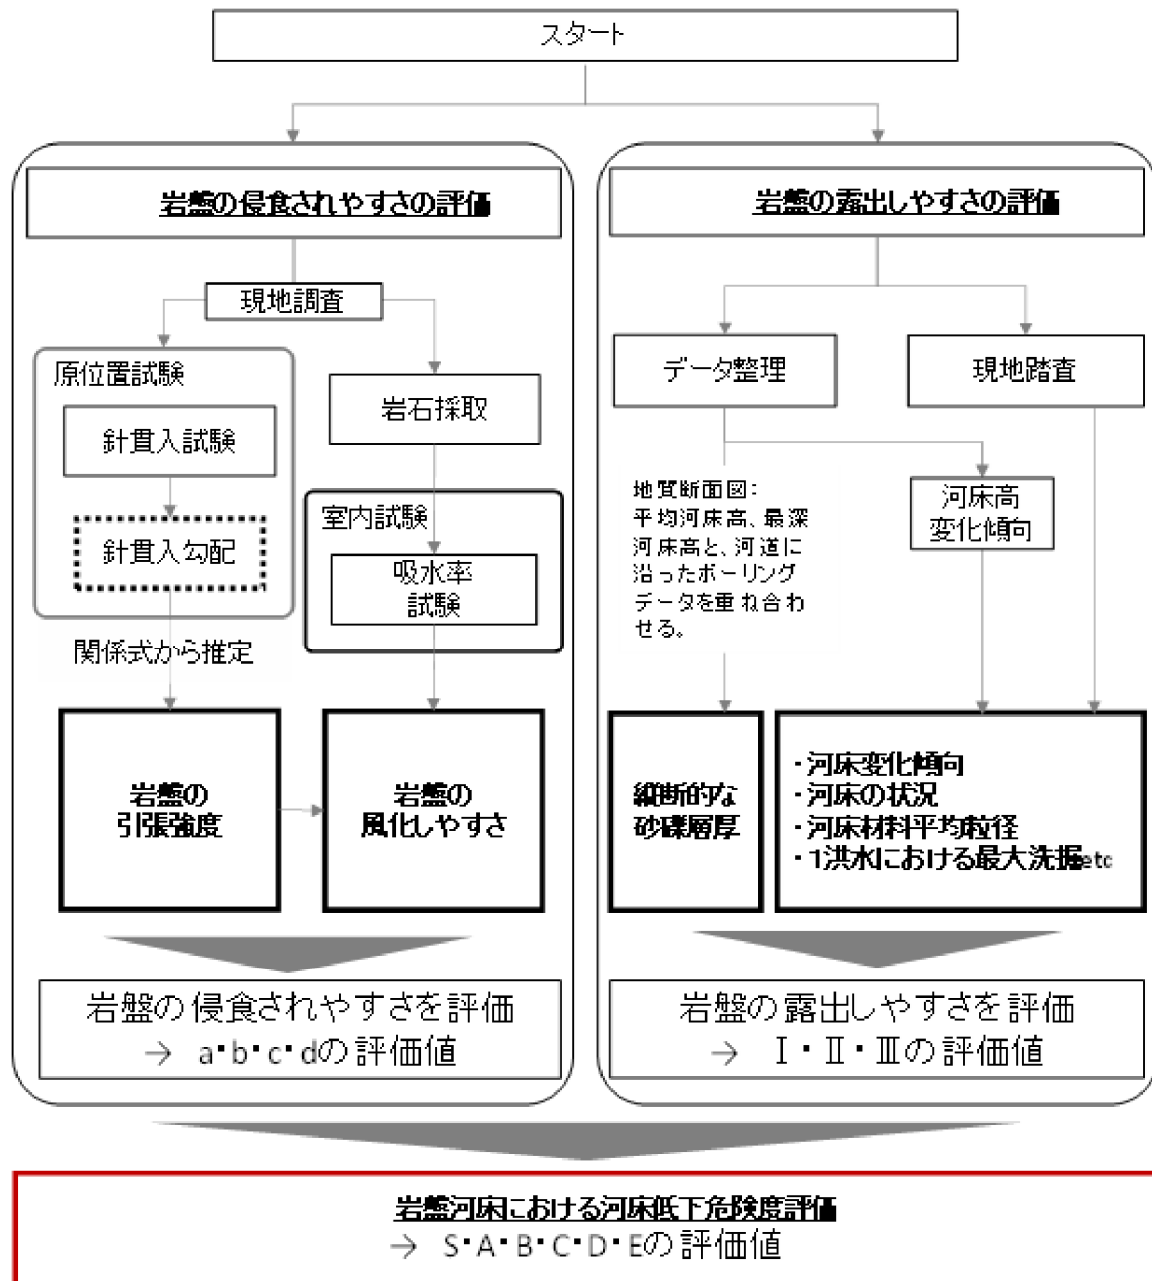 スタート
岩盤の侵食されやすさの評価
現地調査
原位置試験
針貫入試験
針貫入勾配
関係式から推定
岩石採取
室内試験
吸水率
試験
岩盤の
引張強度
岩盤の
風化しやすさ
岩盤の侵食されやすさを評価
→ a・b・c・dの評価値
岩盤の露出しやすさの評価
データ整理
現地踏査
地質断面図：
平均河床高、最深
河床高と、河道に
沿ったボーリング
データを重ね合わ
せる。
河床高
変化傾向
縦断的な
砂礫層厚
・河床変化傾向
・河床の状況
・河床材料平均粒径
・1洪水における最大洗掘etc
岩盤の露出しやすさを評価
→ Ⅰ・Ⅱ・Ⅲの評価値
岩盤河床における河床低下危険度評価
→ S・A・B・C・D・Eの評価値